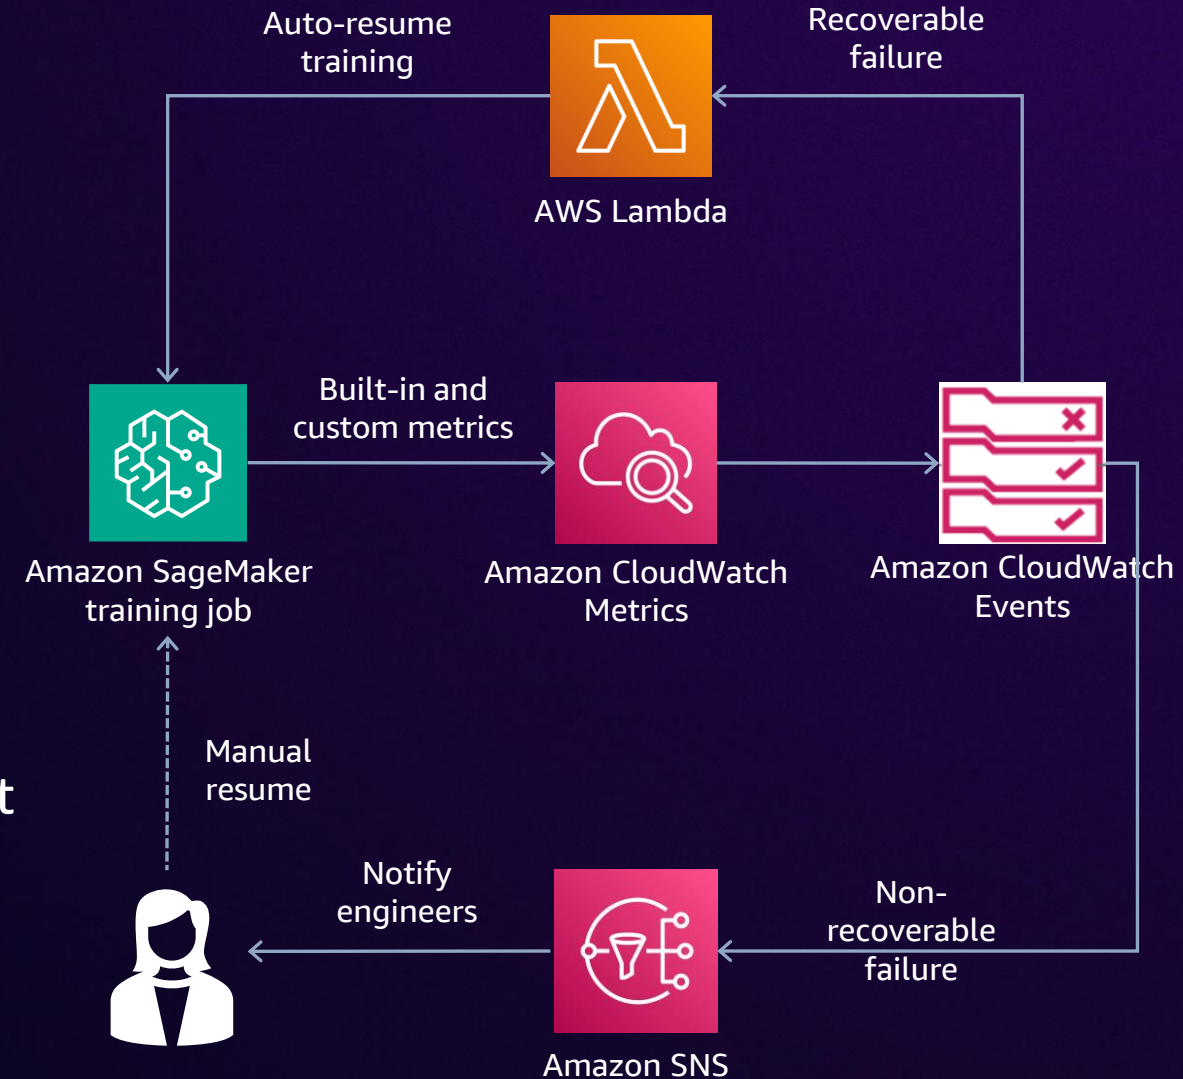 Auto-resume
training
Recoverable
failure
AWS Lambda
Built-in and
custom metrics
Amazon SageMaker
training job
Amazon CloudWatch
Metrics
Amazon CloudWatch
Events
Manual
resume
t
Notify
engineers
Non-
recoverable
failure
Amazon SNS